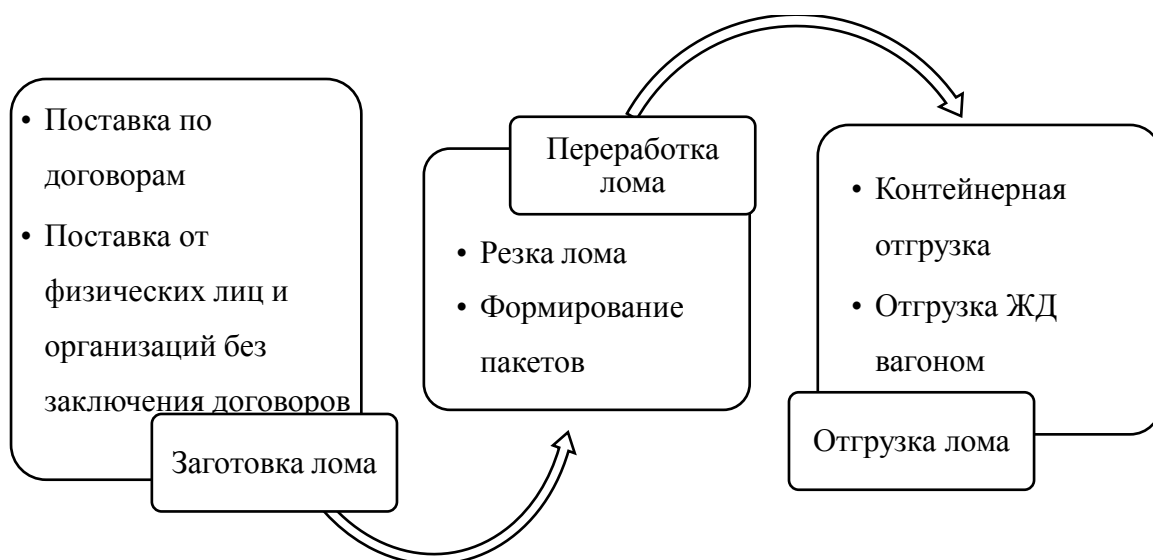 • Поставка по
договорам
• Поставка от
физических лиц и
организаций без
заключения договоров
Заготовка лома
Переработка
лома
• Резка лома
• Формирование
пакетов
• Контейнерная
отгрузка
• Отгрузка ЖД
вагоном
Отгрузка лома